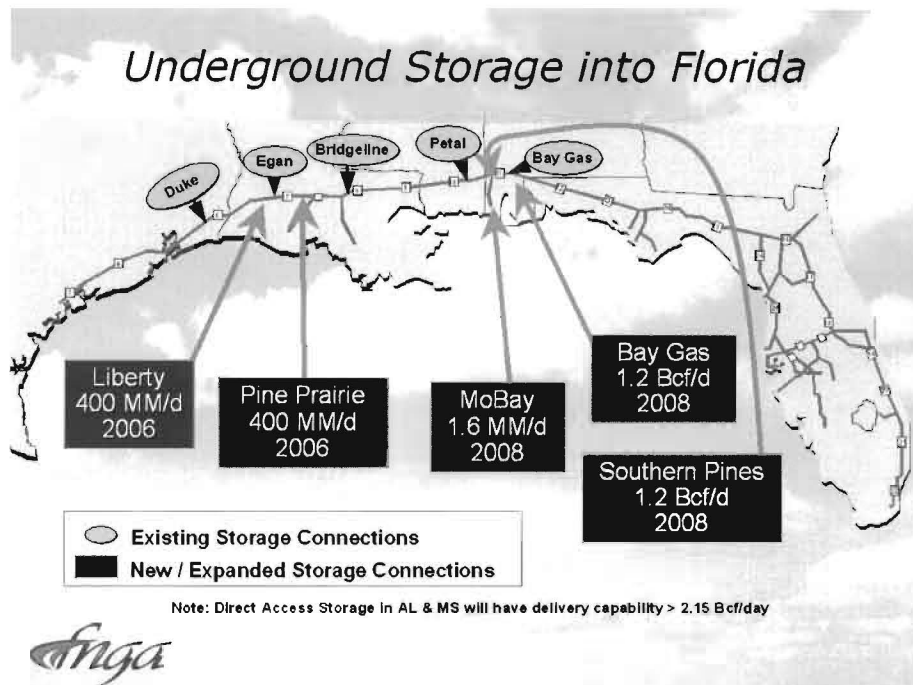 Underground Storage into Florida
Duke
Egan
Bridgeline
Petal
Bay Gas
Liberty
400 MM/d
2006
Pine Prairie
400 MM/d
2006
MoBay
1.6 MM/d
2008
Bay Gas
1.2 Bcf/d
2008
Southern Pines
1.2 Bcf/d
2008
Existing Storage Connections
New / Expanded Storage Connections
Note: Direct Access Storage in AL & MS will have delivery capability > 2.15 Bcf/day
fnga